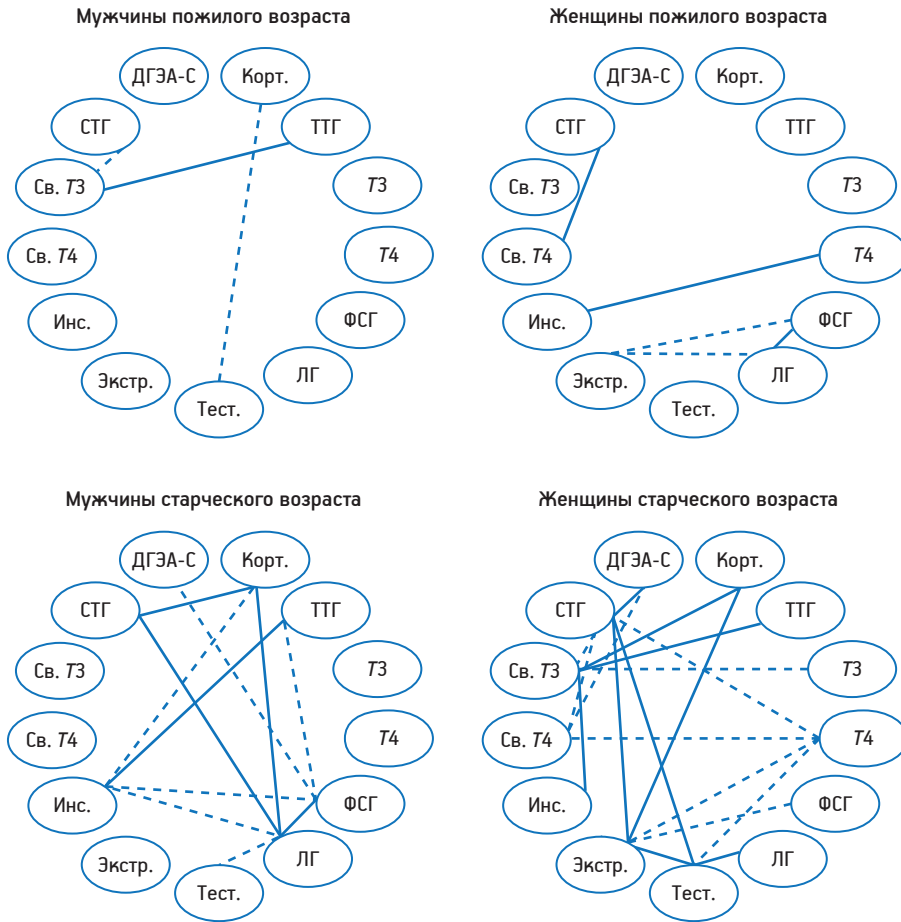 Мужчины пожилого возраста
ДГЭА-С
Корт.
СТГ
ТТГ
Св. Т3
Т3
Св. Т4
Т4
Инс.
ФСГ
Экстр.
ЛГ
Тест.
Женщины пожилого возраста
ДГЭА-С
Корт.
СТГ
ТТГ
Св. Т3
Т3
Св. Т4
Т4
Инс.
ФСГ
Экстр.
ЛГ
Тест.
Мужчины старческого возраста
ДГЭА-С
Корт.
СТГ
ТТГ
Св. Т3
Т3
Св. Т4
Т4
Инс.
ФСГ
Экстр.
ЛГ
Тест.
Женщины старческого возраста
ДГЭА-С
Корт.
СТГ
ТТГ
Св. Т3
Т3
Св. Т4
Т4
Инс.
ФСГ
Экстр.
ЛГ
Тест.